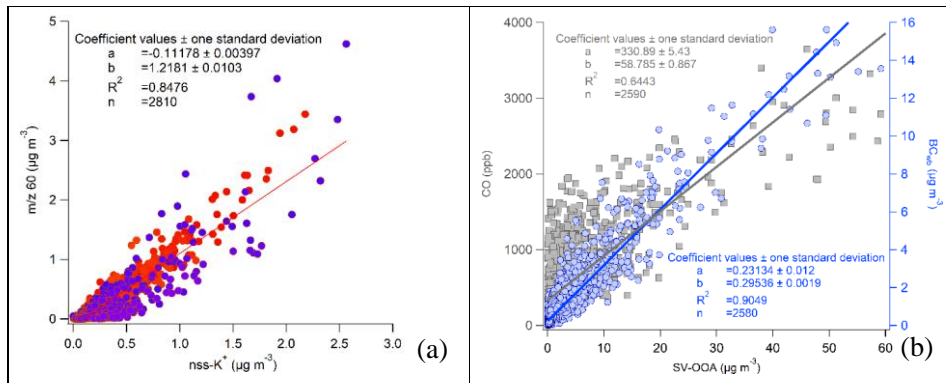 Coefficient values ± one standard deviation
a =-0.11178 ± 0.00397
b =1.2181 ± 0.0103
R² =0.8476
n =2810
5
4
3
2
1
0
m/z 60 (µg m⁻³)
0.0 0.5 1.0 1.5 2.0 2.5 3.0
nss-K⁺ (µg m⁻³)
(a)
Coefficient values ± one standard deviation
a =330.89 ± 5.43
b =58.785 ± 0.867
R² =0.6443
n =2590
4000
3000
2000
1000
0
CO (ppb)
16
14
12
10
8
6
4
2
0
Coefficient values ± one standard deviation
a =0.23134 ± 0.012
b =0.29536 ± 0.0019
R² =0.9049
n =2580
0 10 20 30 40 50 60
SV-OOA (µg m⁻³)
(b)